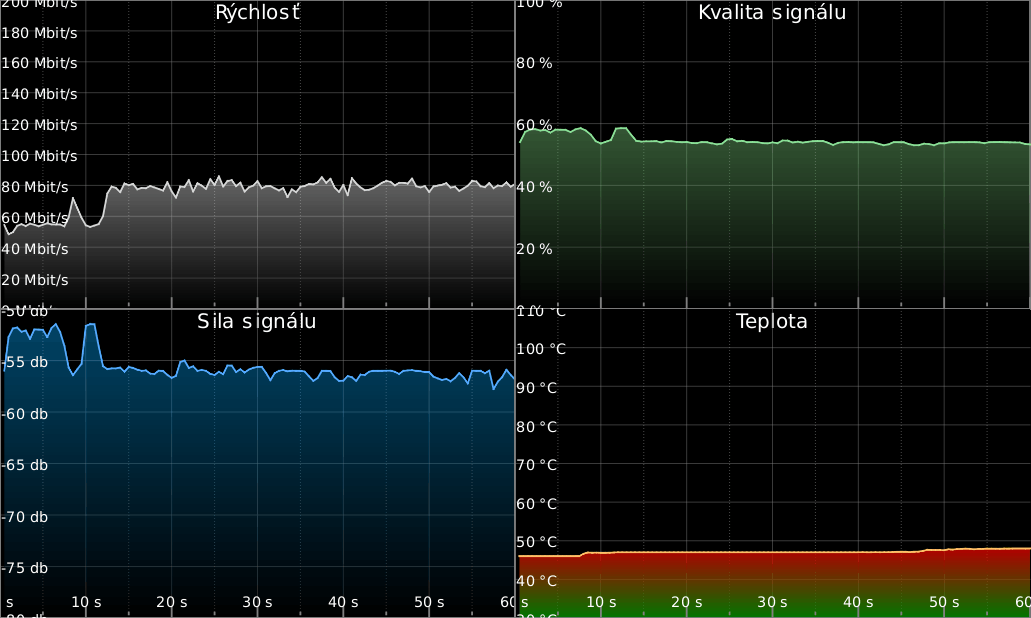 Rýchlosť
200 Mbit/s
180 Mbit/s
160 Mbit/s
140 Mbit/s
120 Mbit/s
100 Mbit/s
80 Mbit/s
60 Mbit/s
40 Mbit/s
20 Mbit/s
Kvalita signálu
100 %
80 %
60 %
40 %
20 %
Sila signálu
-50 db
-55 db
-60 db
-65 db
-70 db
-75 db
-80 db
s 10 s 20 s 30 s 40 s 50 s 60
Teplota
110 °C
100 °C
90 °C
80 °C
70 °C
60 °C
50 °C
40 °C
30 °C
s 10 s 20 s 30 s 40 s 50 s 60